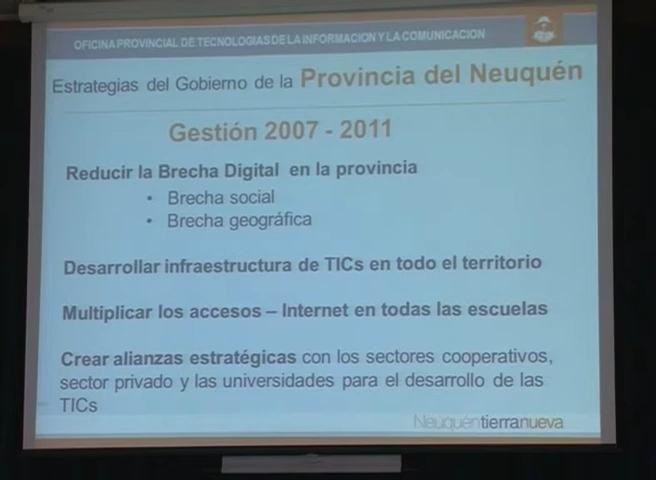 OFICINA PROVINCIAL DE TECNOLOGIAS DE LA INFORMACION Y LA COMUNICACION
Estrategias del Gobierno de la Provincia del Neuquén
Gestión 2007 - 2011
Reducir la Brecha Digital en la provincia
• Brecha social
• Brecha geográfica
Desarrollar infraestructura de TICs en todo el territorio
Multiplicar los accesos – Internet en todas las escuelas
Crear alianzas estratégicas con los sectores cooperativos,
sector privado y las universidades para el desarrollo de las
TICs
Neuquéntierranueva